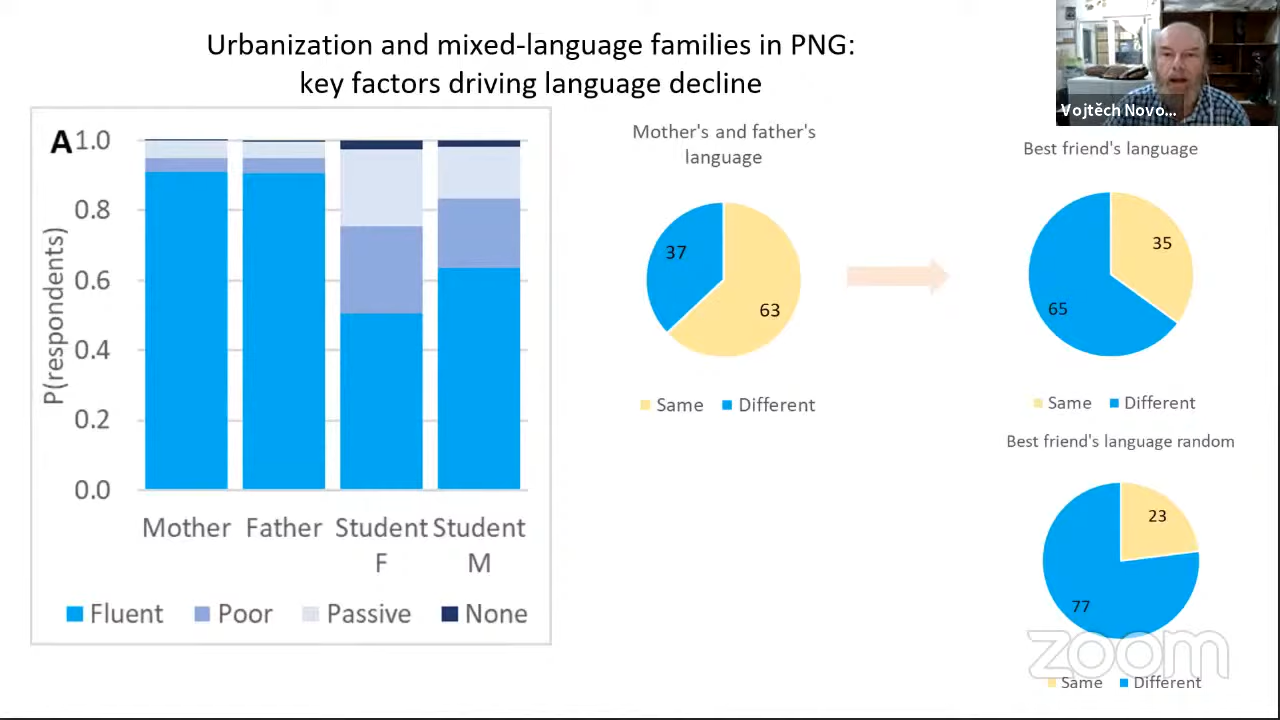 Urbanization and mixed-language families in PNG:
key factors driving language decline
Vojtěch Novo...
A
1.0
0.8
0.6
0.4
0.2
0.0
P(respondents)
Mother
Father
Student
F
Student
M
Fluent
Poor
Passive
None
Mother's and father's
language
37
63
Same
Different
Best friend's language
35
65
Same
Different
Best friend's language random
23
77
Same
Different
zoom